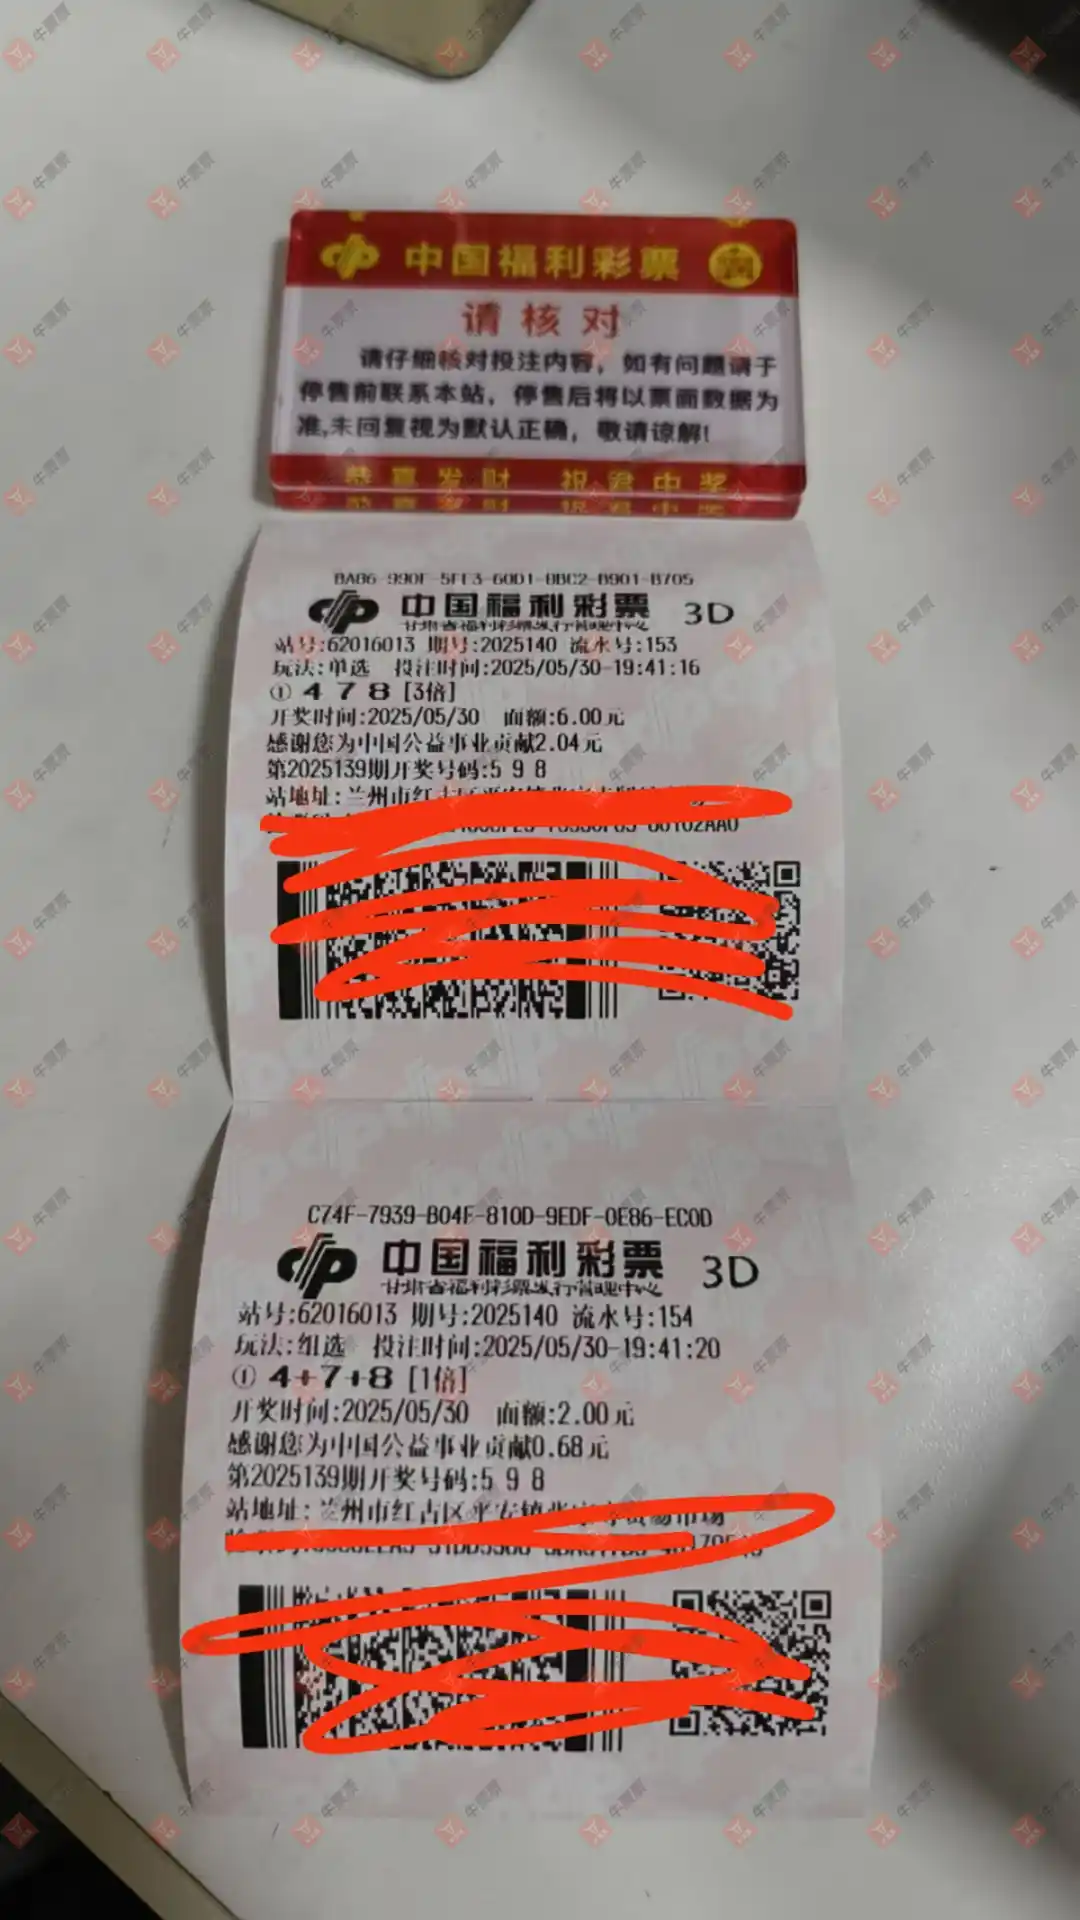 中国福利彩票
请核对
请仔细核对投注内容，如有问题请于
停售前联系本站，停售后将以票面数据为
准,未回复视为默认正确，敬请谅解!
恭喜发财 祝君中奖
中国福利彩票 3D
甘肃省福利彩票发行管理中心
站号:62016013 期号:2025140 流水号:153
玩法:单选 投注时间:2025/05/30-19:41:16
① 4 7 8 [3倍]
开奖时间:2025/05/30 面额:6.00元
感谢您为中国公益事业贡献2.04元
第2025139期开奖号码:5 9 8
站地址:兰州市红古区平安镇
C74F-7939-B04F-810D-9EDF-0E86-EC0D
中国福利彩票 3D
甘肃省福利彩票发行管理中心
站号:62016013 期号:2025140 流水号:154
玩法:组选 投注时间:2025/05/30-19:41:20
① 4+7+8 [1倍]
开奖时间:2025/05/30 面额:2.00元
感谢您为中国公益事业贡献0.68元
第2025139期开奖号码:5 9 8
站地址:兰州市红古区平安镇
牛票票